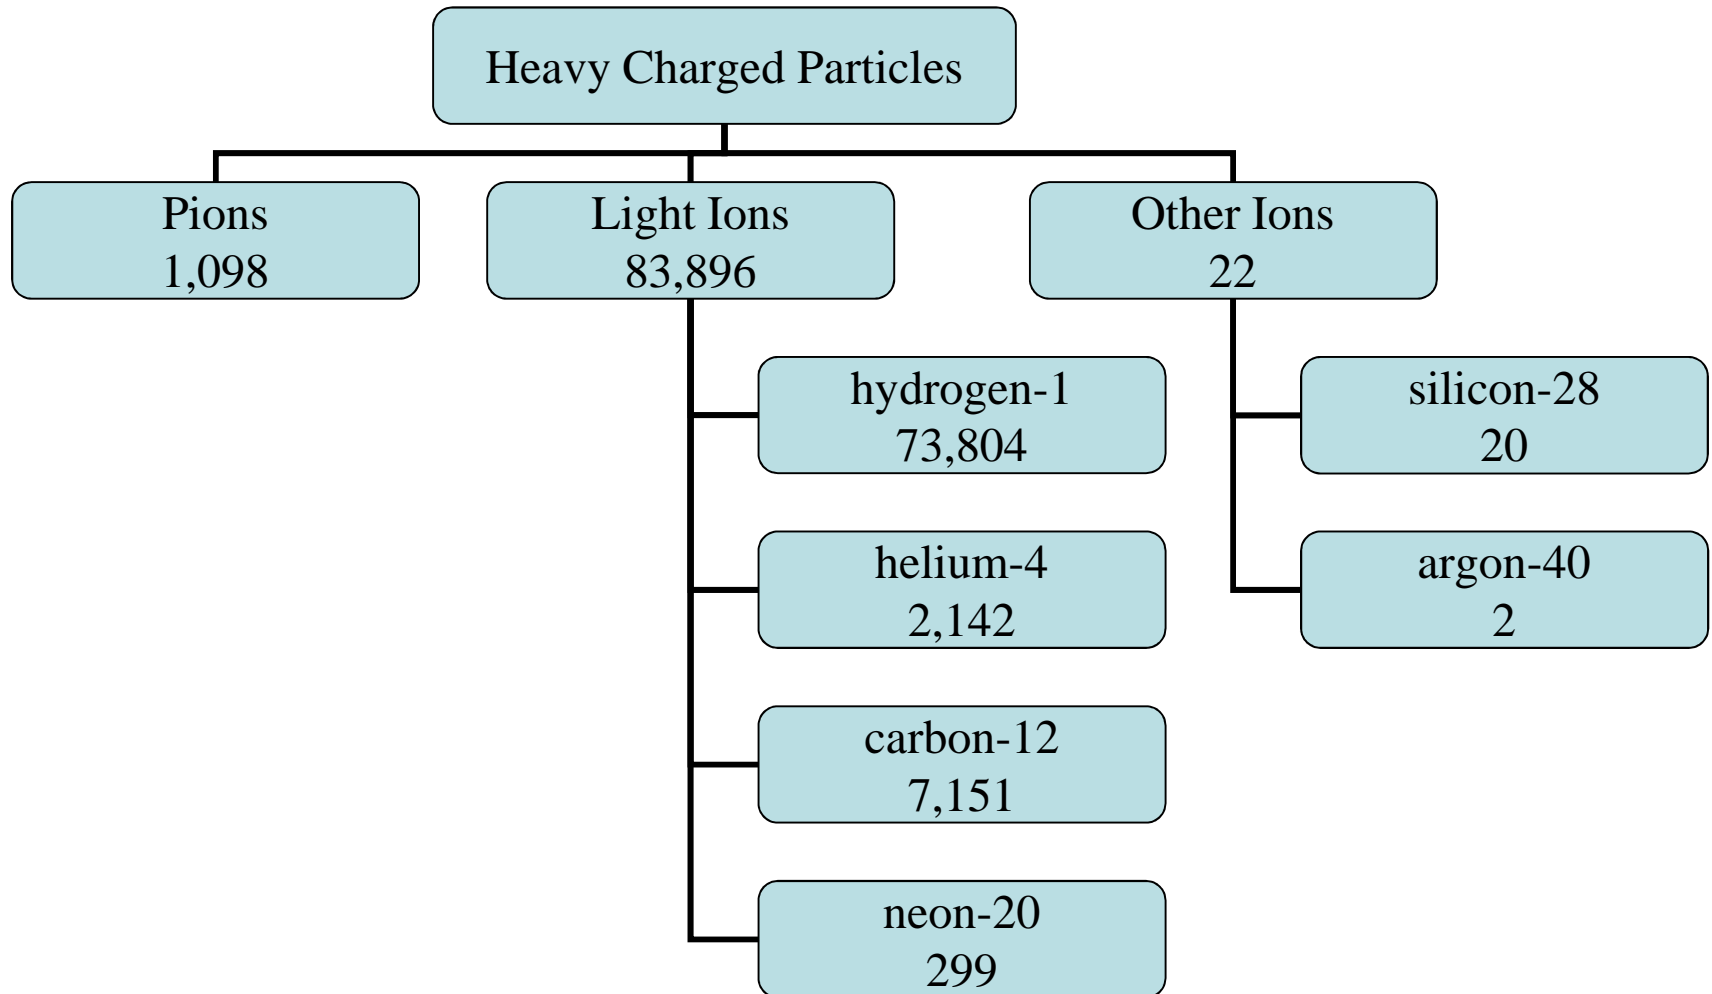 Heavy Charged Particles
Pions
1,098
Light Ions
83,896
Other Ions
22
hydrogen-1
73,804
helium-4
2,142
carbon-12
7,151
neon-20
299
silicon-28
20
argon-40
2